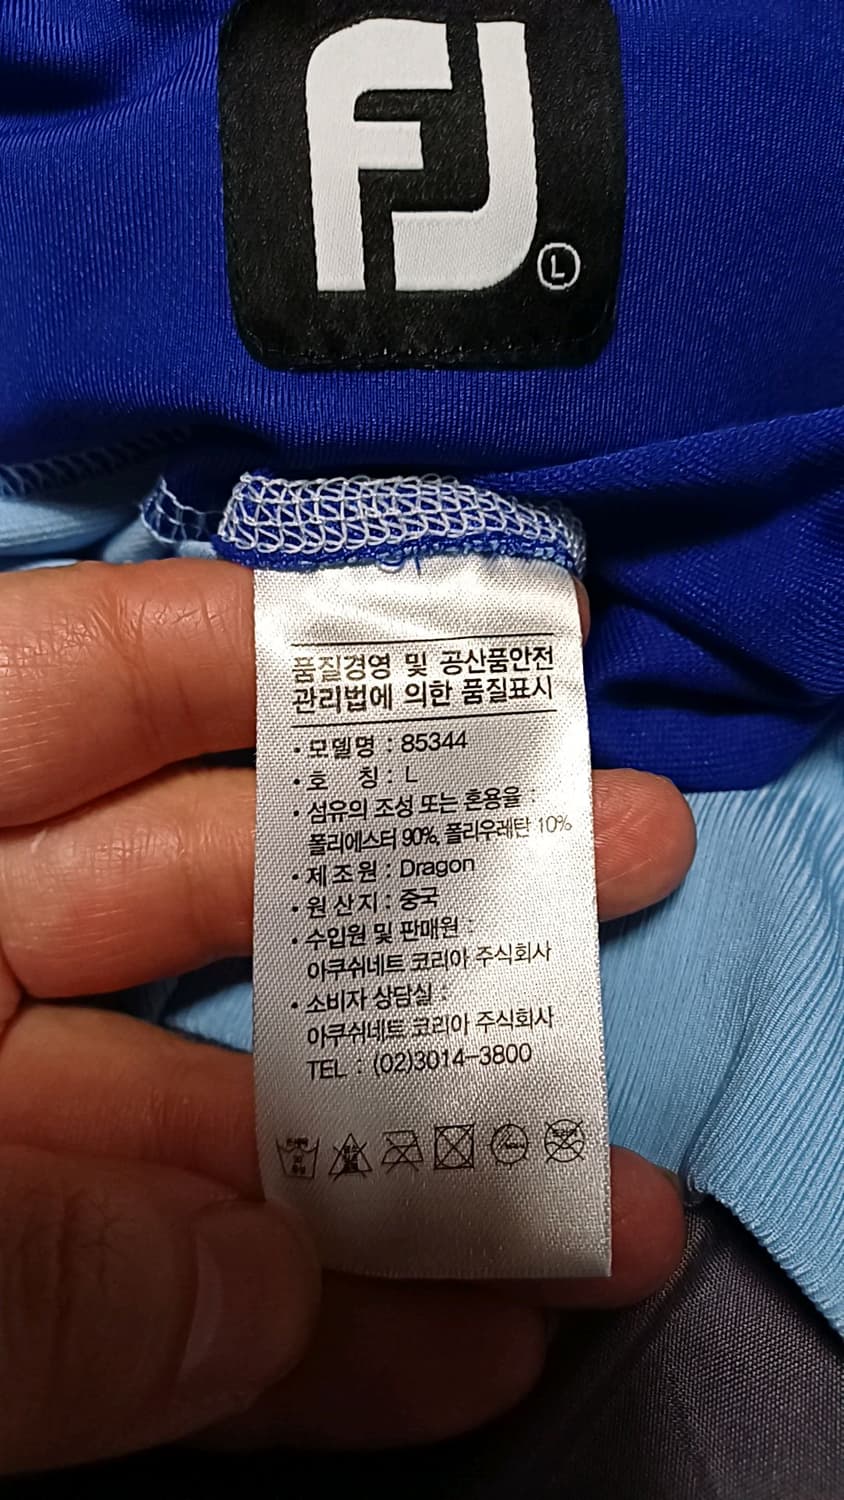 FJ
L
품질경영 및 공산품안전
관리법에 의한 품질표시
· 모델명 : 85344
· 호 칭 : L
· 섬유의 조성 또는 혼용율 :
폴리에스터 90%, 폴리우레탄 10%
· 제조원 : Dragon
· 원산지 : 중국
· 수입원 및 판매원 :
아쿠쉬네트 코리아 주식회사
· 소비자 상담실 :
아쿠쉬네트 코리아 주식회사
TEL : (02)3014-3800